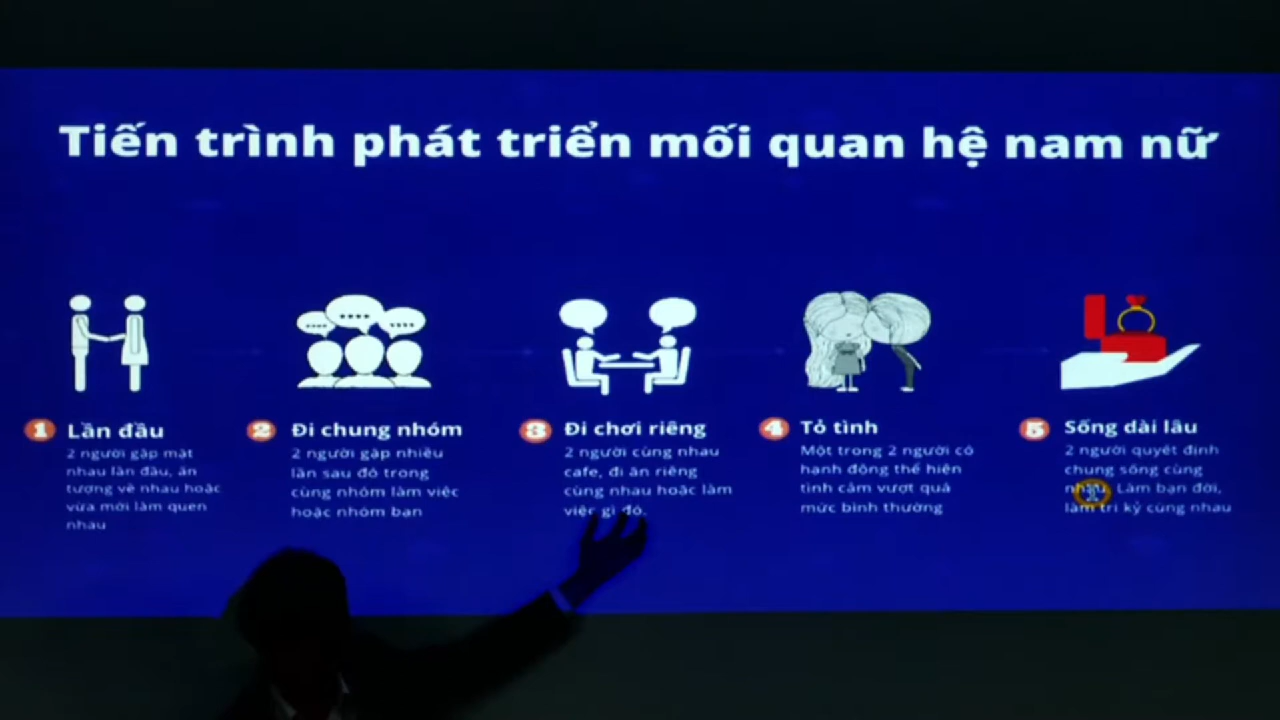 Tiến trình phát triển mối quan hệ nam nữ
1 Lần đầu
2 người gặp mặt
nhau lần đầu, ấn
tượng về nhau hoặc
vừa mới làm quen
nhau
2 Đi chung nhóm
2 người gặp nhiều
lần sau đó trong
cùng nhóm làm việc
hoặc nhóm bạn
3 Đi chơi riêng
2 người cùng nhau
cafe, đi ăn riêng
cùng nhau hoặc làm
việc gì đó.
4 Tỏ tình
Một trong 2 người có
hạnh động thể hiện
tình cảm vượt quá
mức bình thường
5 Sống dài lâu
2 người quyết định
chung sống cùng
nhau. Làm bạn đời,
làm tri kỷ cùng nhau